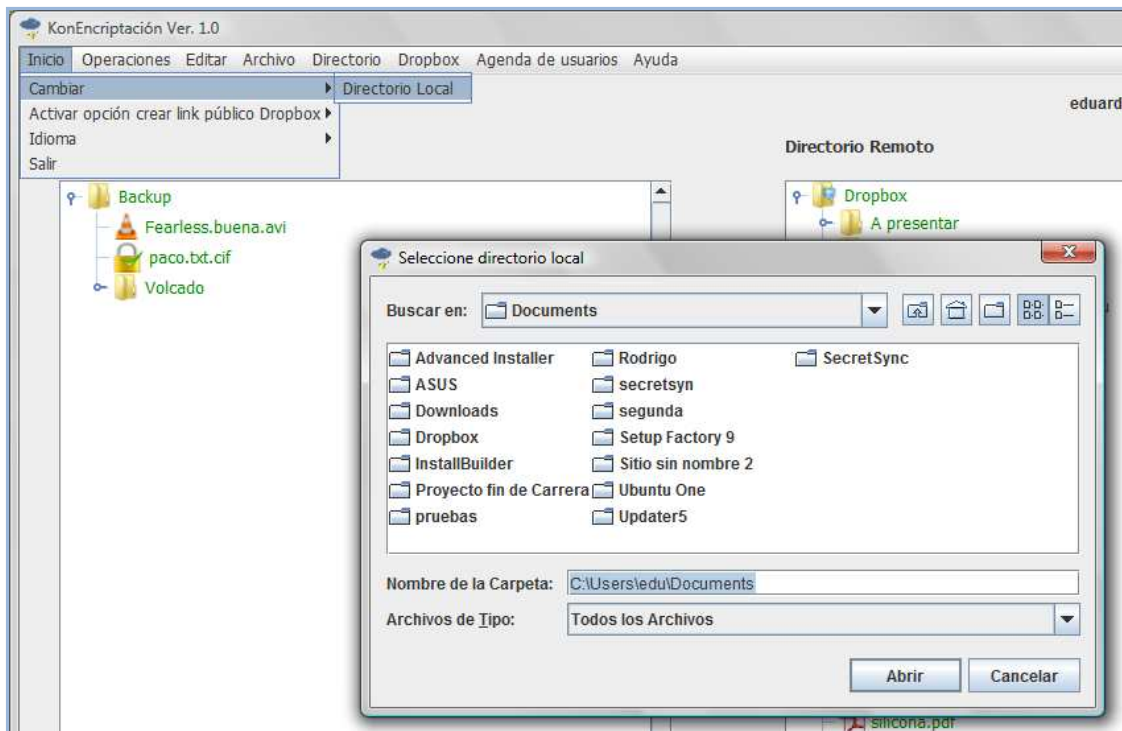 KonEncriptación Ver. 1.0
Inicio Operaciones Editar Archivo Directorio Dropbox Agenda de usuarios Ayuda
Cambiar Directorio Local
Activar opción crear link público Dropbox
Idioma
Salir
eduard
Directorio Remoto
Backup
Fearless.buena.avi
paco.txt.cif
Volcado
Dropbox
A presentar
Seleccione directorio local
Buscar en: Documents
Advanced Installer Rodrigo SecretSync
ASUS secretsyn
Downloads segunda
Dropbox Setup Factory 9
InstallBuilder Sitio sin nombre 2
Proyecto fin de Carrera Ubuntu One
pruebas Updater5
Nombre de la Carpeta: C:\Users\edu\Documents
Archivos de Tipo: Todos los Archivos
Abrir Cancelar
silicona.pdf